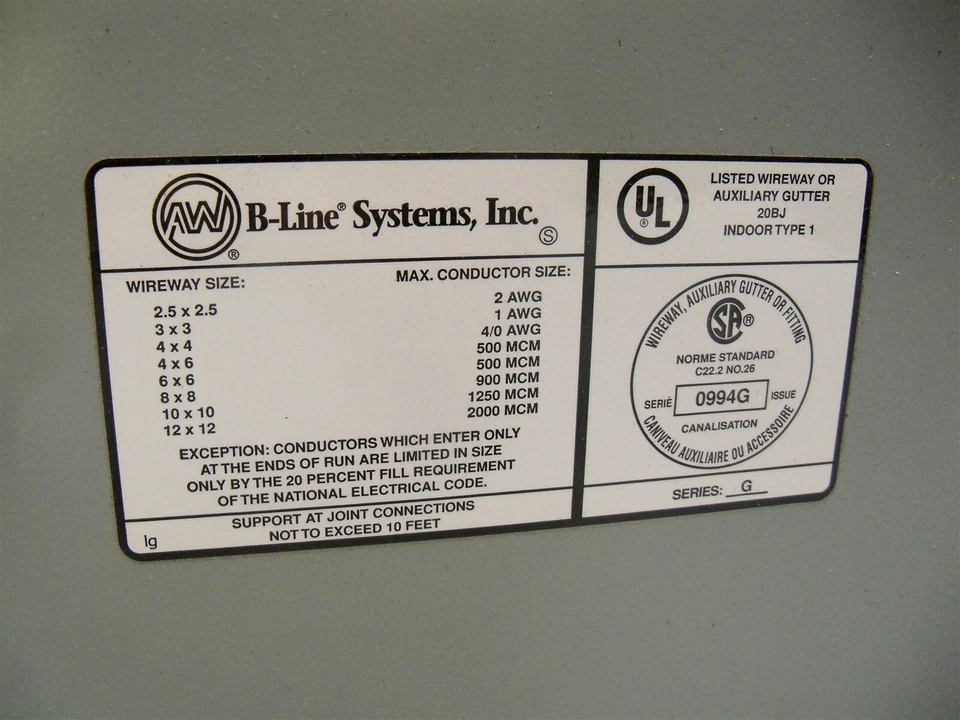 AW® B-Line® Systems, Inc. S
WIREWAY SIZE: MAX. CONDUCTOR SIZE:
2.5 x 2.5 2 AWG
3 x 3 1 AWG
4 x 4 4/0 AWG
4 x 6 500 MCM
6 x 6 500 MCM
8 x 8 900 MCM
10 x 10 1250 MCM
12 x 12 2000 MCM
EXCEPTION: CONDUCTORS WHICH ENTER ONLY
AT THE ENDS OF RUN ARE LIMITED IN SIZE
ONLY BY THE 20 PERCENT FILL REQUIREMENT
OF THE NATIONAL ELECTRICAL CODE.
lg
SUPPORT AT JOINT CONNECTIONS
NOT TO EXCEED 10 FEET
UL®
LISTED WIREWAY OR
AUXILIARY GUTTER
20BJ
INDOOR TYPE 1
WIREWAY, AUXILIARY GUTTER OR FITTING
SA®
NORME STANDARD
C22.2 NO.26
SERIÉ 0994G ISSUE
CANALISATION
CANIVEAU AUXILIAIRE OU ACCESSOIRE
SERIES: G